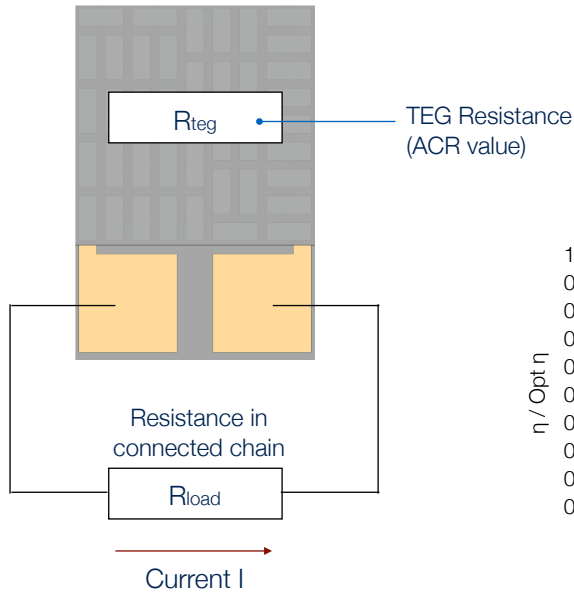 Rteg
TEG Resistance
(ACR value)
1
0
0
0
0
0
0
0
0
0
η / Opt η
Resistance in
connected chain
Rload
Current I